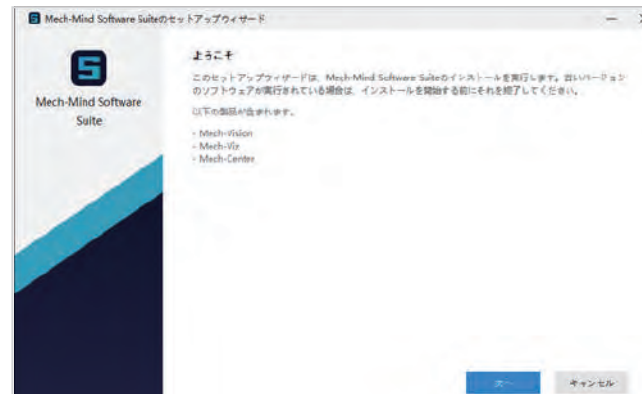 Mech-Mind Software Suiteのセットアップウィザード
Mech-Mind Software
Suite
ようこそ
このセットアップウィザードは、Mech-Mind Software Suiteのインストールを実行します。古いバージョン
のソフトウェアが実行されている場合は、インストールを開始する前にそれを終了してください。
以下の製品が含まれます。
- Mech-Vision
- Mech-Viz
- Mech-Center
次へ
キャンセル